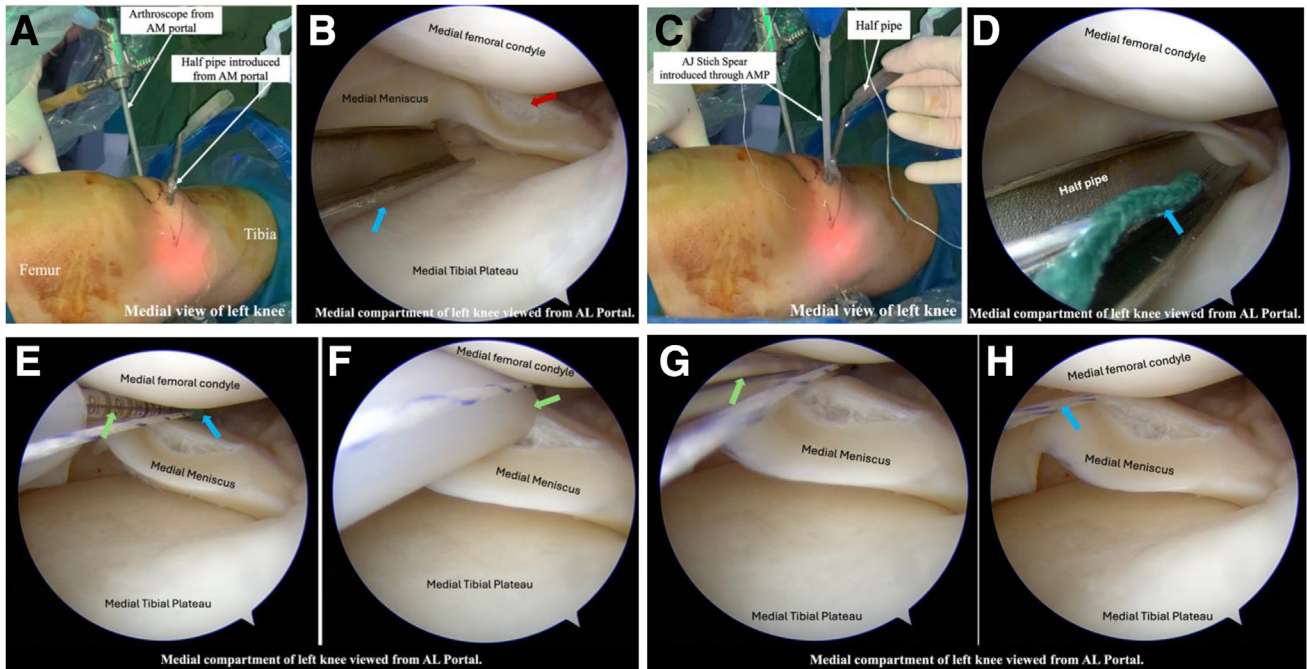 A
Arthroscope from
AM portal
Half pipe introduced
from AM portal
Femur
Tibia
Medial view of left knee
B
Medial femoral condyle
Medial Meniscus
Medial Tibial Plateau
Medial compartment of left knee viewed from AL Portal.
C
Half pipe
AJ Stich Spear
introduced through AMP
Medial view of left knee
D
Medial femoral condyle
Half pipe
Medial compartment of left knee viewed from AL Portal.
E
Medial femoral condyle
Medial Meniscus
Medial Tibial Plateau
F
Medial femoral condyle
Medial Meniscus
Medial Tibial Plateau
Medial compartment of left knee viewed from AL Portal.
G
Medial Meniscus
Medial Tibial Plateau
H
Medial femoral condyle
Medial Meniscus
Medial Tibial Plateau
Medial compartment of left knee viewed from AL Portal.